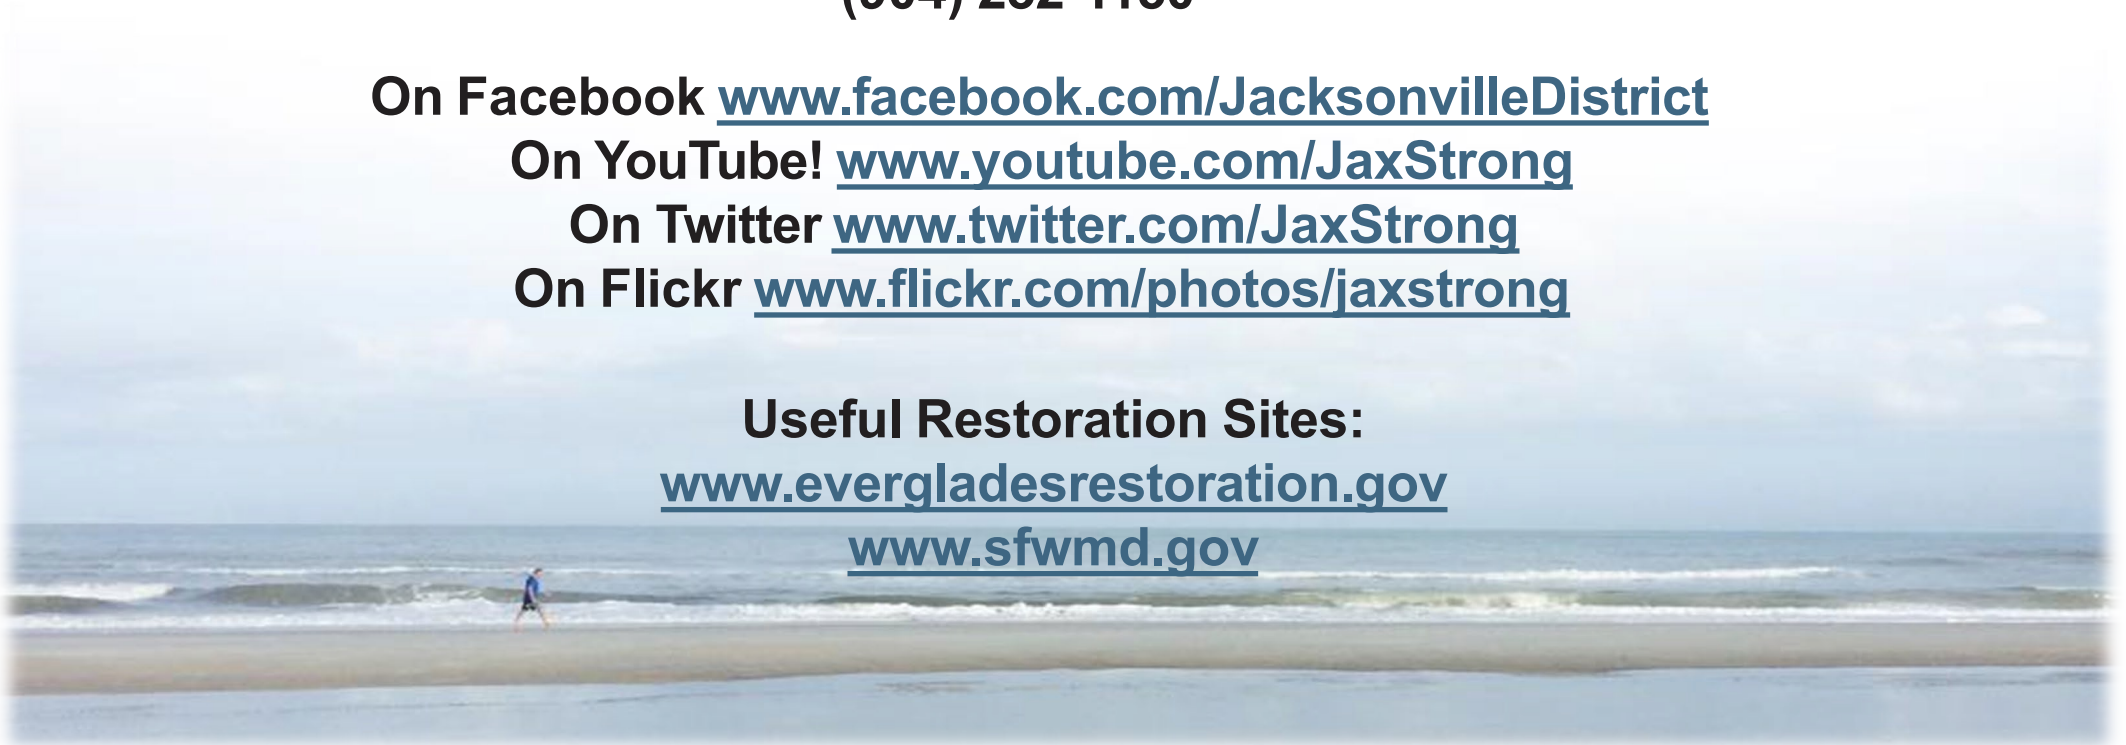 On Facebook www.facebook.com/JacksonvilleDistrict
On YouTube! www.youtube.com/JaxStrong
On Twitter www.twitter.com/JaxStrong
On Flickr www.flickr.com/photos/jaxstrong
Useful Restoration Sites:
www.evergladesrestoration.gov
www.sfwmd.gov